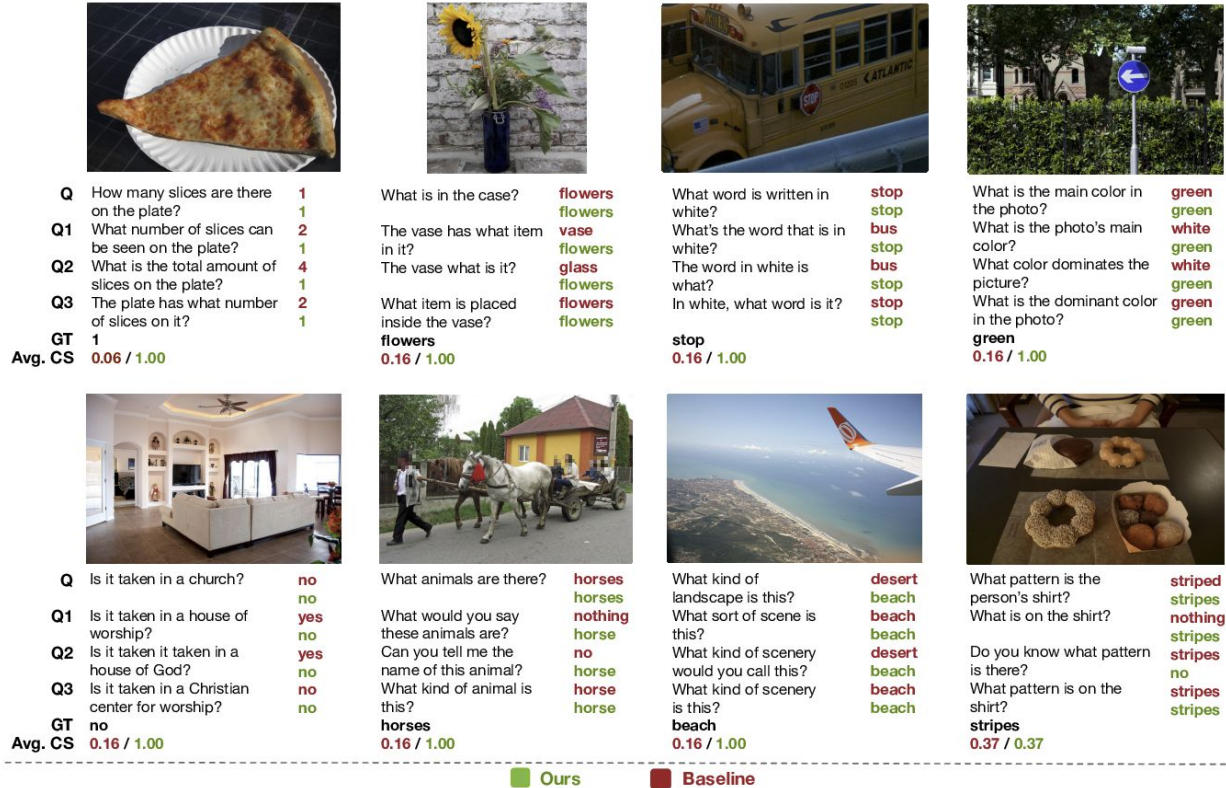 ATLANTIC
STOP
Q How many slices are there 1
on the plate? 1
Q1 What number of slices can 2
be seen on the plate? 1
Q2 What is the total amount of 4
slices on the plate? 1
Q3 The plate has what number 2
of slices on it? 1
GT 1
Avg. CS 0.06 / 1.00
What is in the case? flowers
flowers
The vase has what item vase
in it? flowers
The vase what is it? glass
flowers
What item is placed flowers
inside the vase? flowers
flowers
0.16 / 1.00
What word is written in stop
white? stop
What's the word that is in bus
white? stop
The word in white is bus
what? stop
In white, what word is it? stop
stop
stop
0.16 / 1.00
What is the main color in green
the photo? green
What is the photo's main white
color? green
What color dominates the white
picture? green
What is the dominant color green
in the photo? green
green
0.16 / 1.00
Q Is it taken in a church? no
no
Q1 Is it taken in a house of yes
worship? no
Q2 Is it taken it taken in a yes
house of God? no
Q3 Is it taken in a Christian no
center for worship? no
GT no
Avg. CS 0.16 / 1.00
What animals are there? horses
horses
What would you say nothing
these animals are? horse
Can you tell me the no
name of this animal? horse
What kind of animal is horse
this? horse
horses
0.16 / 1.00
What kind of desert
landscape is this? beach
What sort of scene is beach
this? beach
What kind of scenery desert
would you call this? beach
What kind of scenery beach
is this? beach
beach
0.16 / 1.00
What pattern is the striped
person's shirt? stripes
What is on the shirt? nothing
stripes
Do you know what pattern stripes
is there? no
What pattern is on the stripes
shirt? stripes
stripes
0.37 / 0.37
Ours Baseline